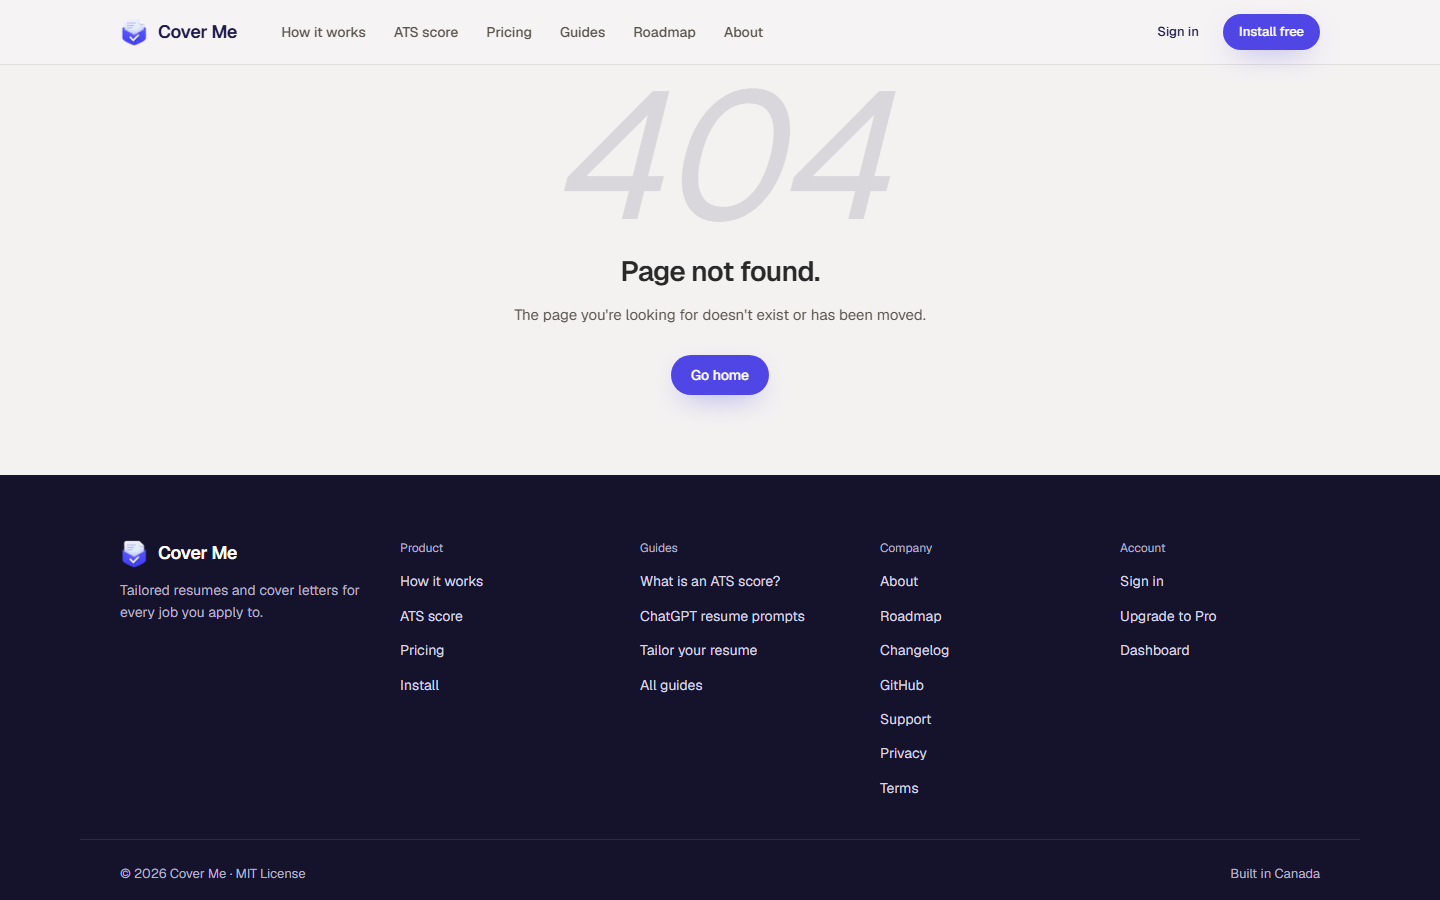 Cover Me
How it works
ATS score
Pricing
Guides
Roadmap
About
Sign in
Install free
404
Page not found.
The page you're looking for doesn't exist or has been moved.
Go home
Cover Me
Tailored resumes and cover letters for
every job you apply to.
Product
How it works
ATS score
Pricing
Install
Guides
What is an ATS score?
ChatGPT resume prompts
Tailor your resume
All guides
Company
About
Roadmap
Changelog
GitHub
Support
Privacy
Terms
Account
Sign in
Upgrade to Pro
Dashboard
© 2026 Cover Me · MIT License
Built in Canada